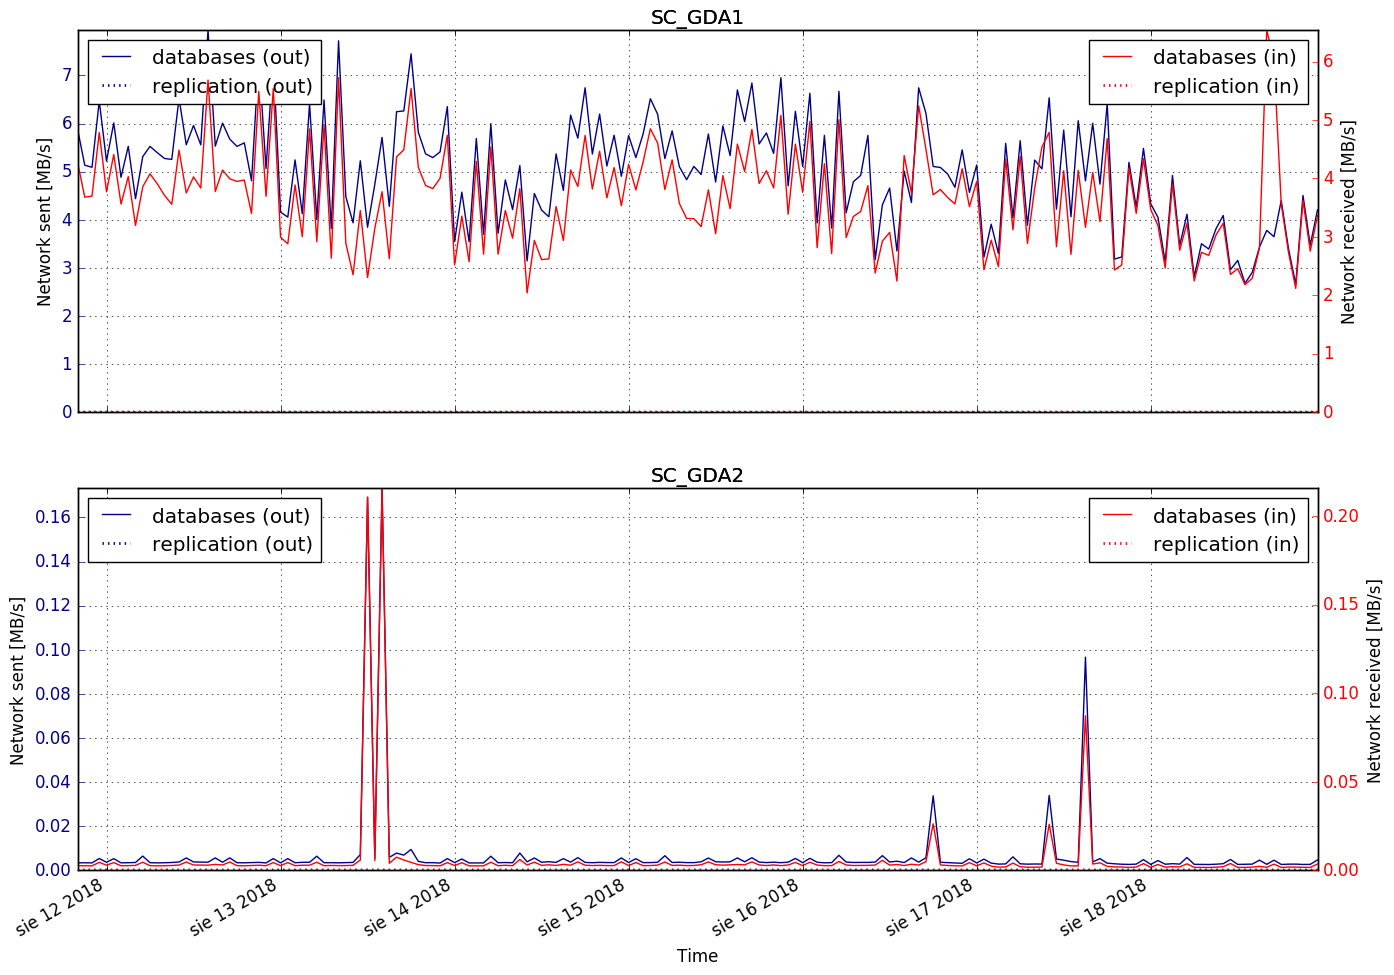 SC_GDA1
databases (out)
replication (out)
databases (in)
replication (in)
Network sent [MB/s]
7
6
5
4
3
2
1
0
Network received [MB/s]
6
5
4
3
2
1
0
SC_GDA2
databases (out)
replication (out)
databases (in)
replication (in)
Network sent [MB/s]
0.16
0.14
0.12
0.10
0.08
0.06
0.04
0.02
0.00
Network received [MB/s]
0.20
0.15
0.10
0.05
0.00
sie 12 2018
sie 13 2018
sie 14 2018
sie 15 2018
sie 16 2018
sie 17 2018
sie 18 2018
Time